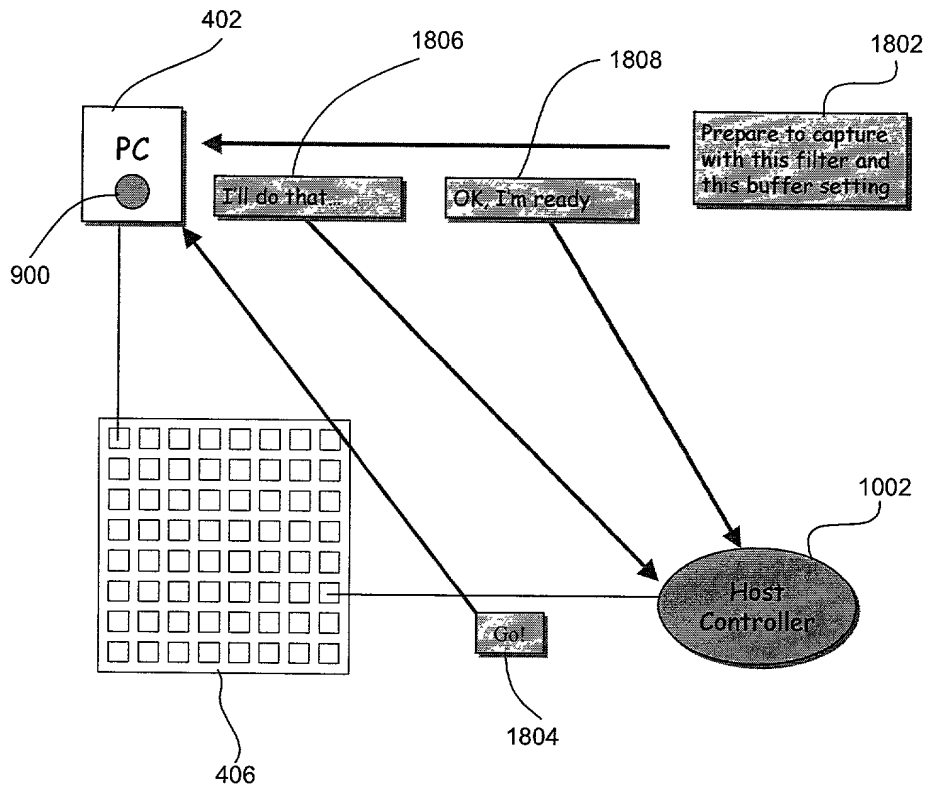 402
1806
1808
1802
PC
Prepare to capture
with this filter and
this buffer setting
I'll do that...
OK, I'm ready
900
1002
Host
Controller
Go!
1804
406